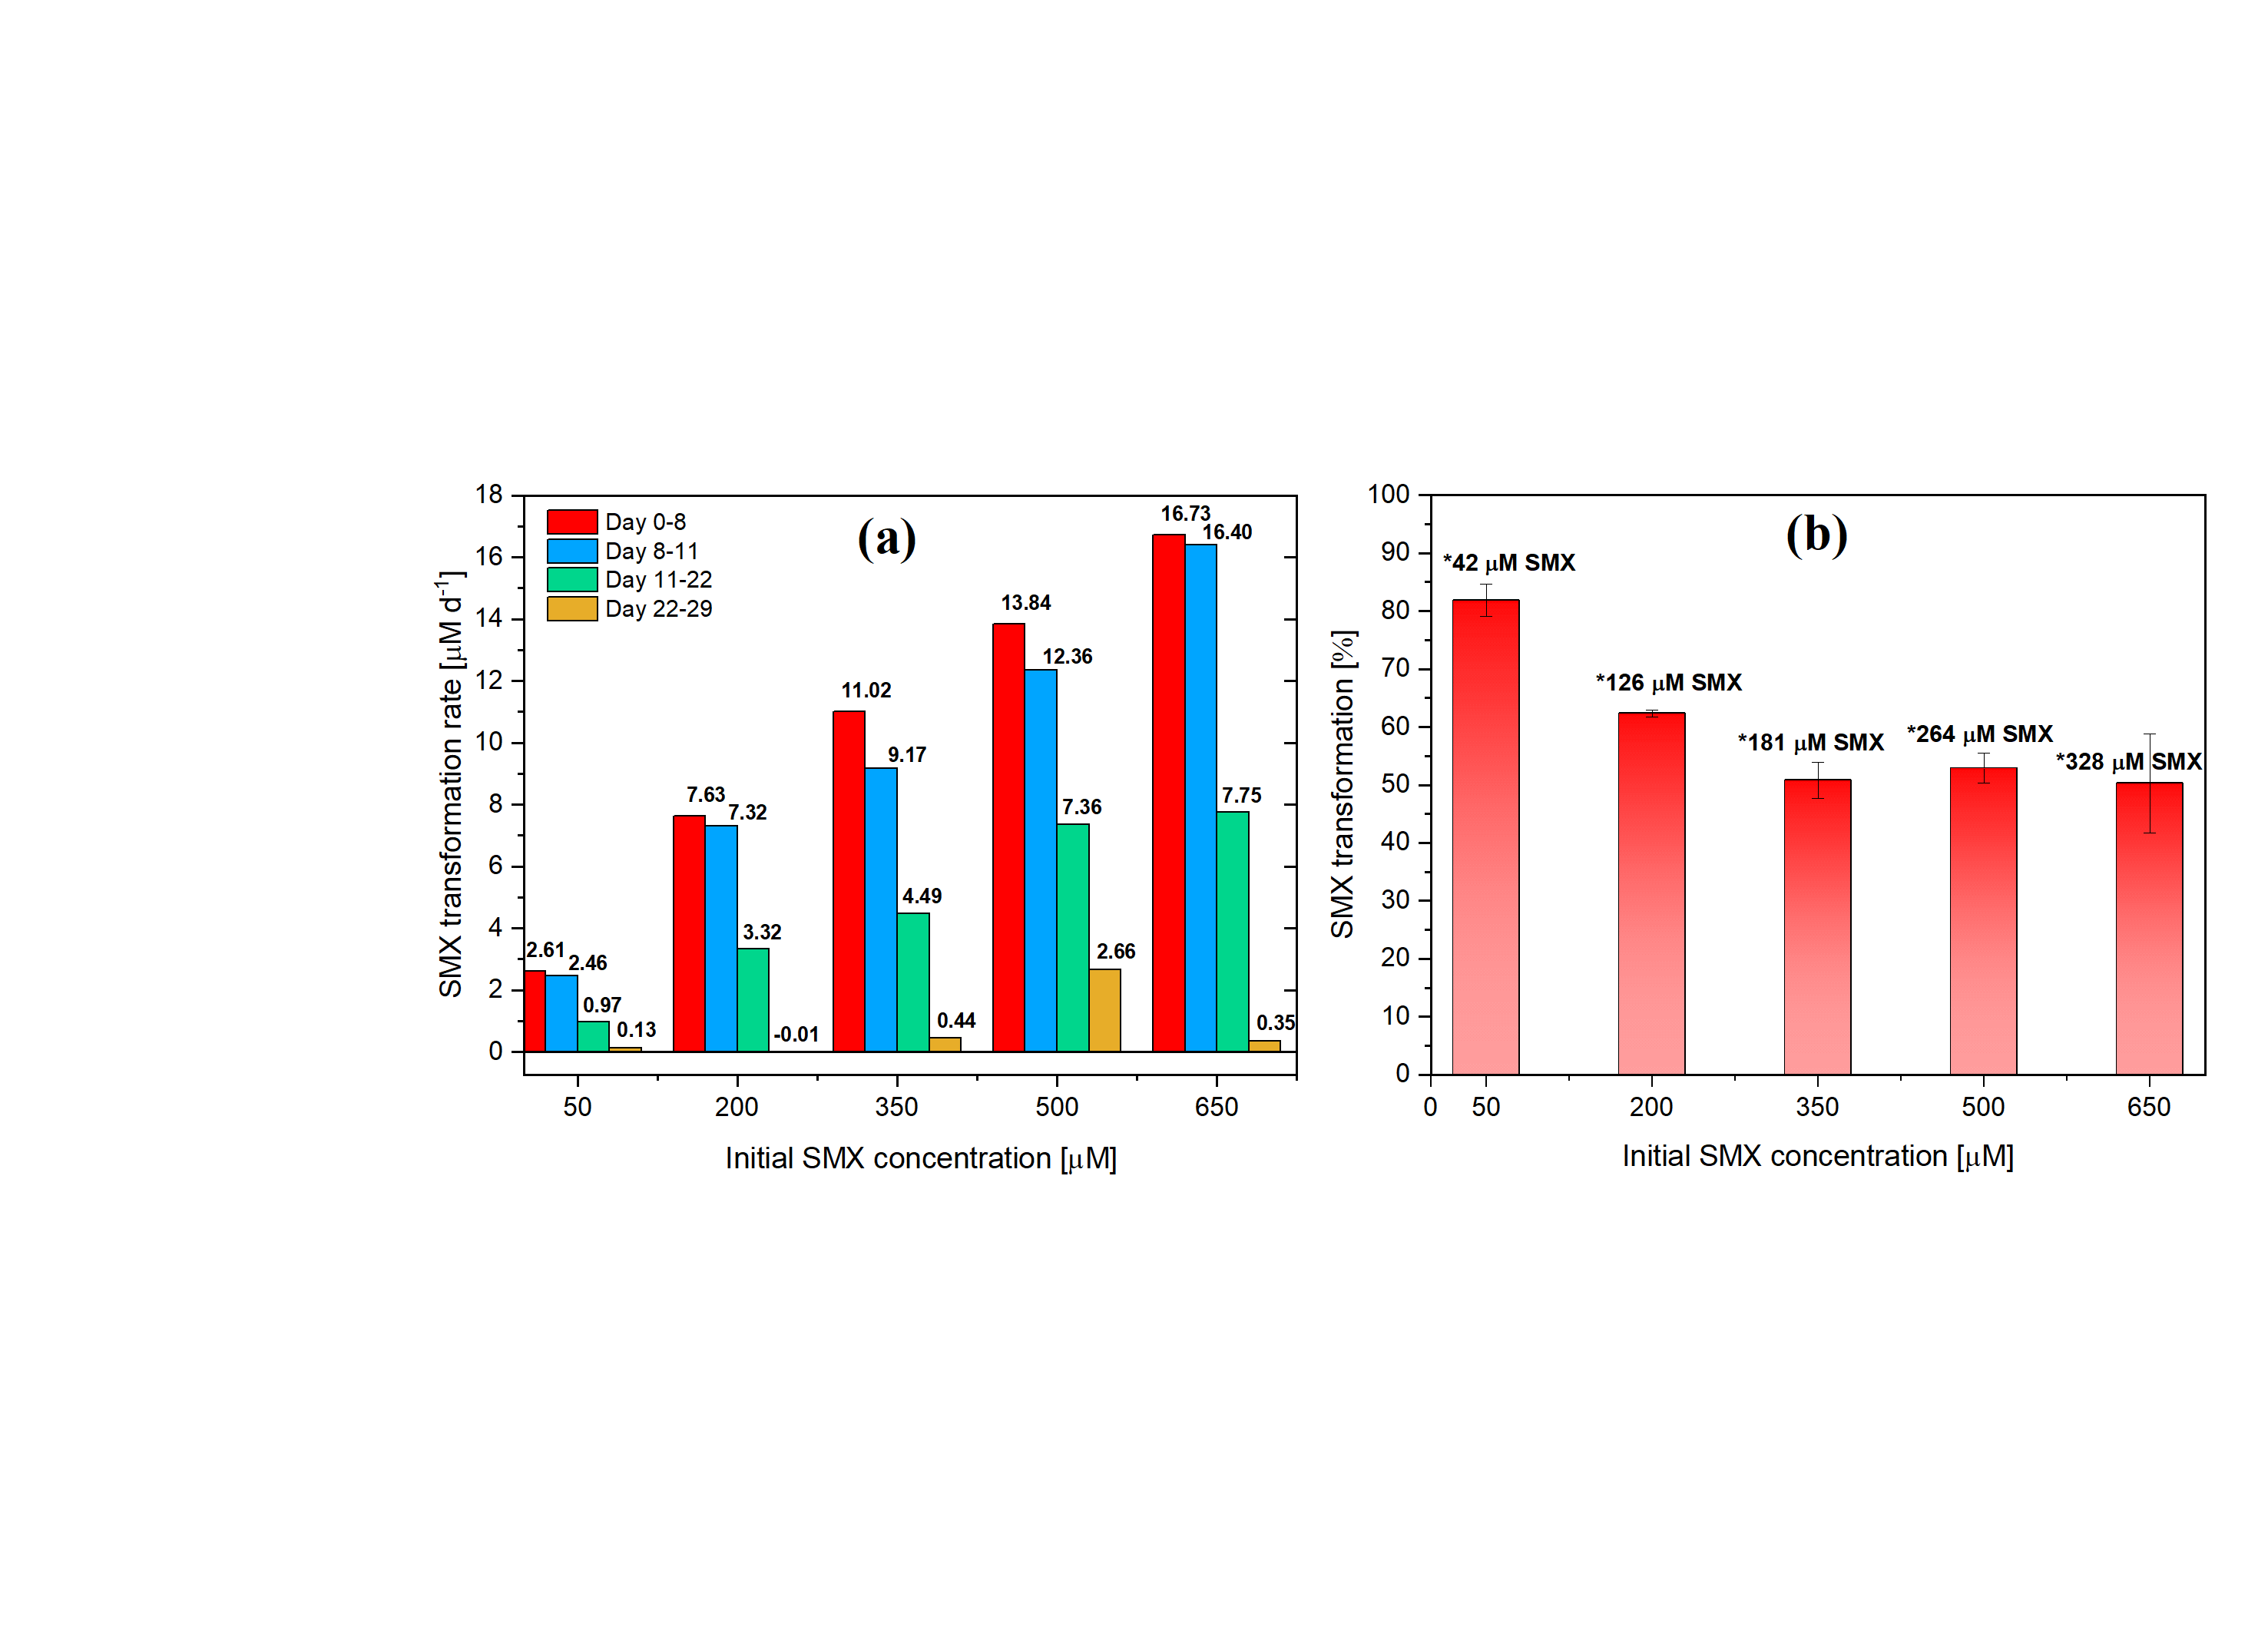 (a)
Day 0-8
Day 8-11
Day 11-22
Day 22-29
SMX transformation rate [μM d-1]
18
16
14
12
10
8
6
4
2
0
2.61
2.46
0.97
0.13
7.63
7.32
3.32
-0.01
11.02
9.17
4.49
0.44
13.84
12.36
7.36
2.66
16.73
16.40
7.75
0.35
50 200 350 500 650
Initial SMX concentration [μM]
(b)
SMX transformation [%]
100
90
80
70
60
50
40
30
20
10
0
*42 μM SMX
*126 μM SMX
*181 μM SMX
*264 μM SMX
*328 μM SMX
0 50 200 350 500 650
Initial SMX concentration [μM]